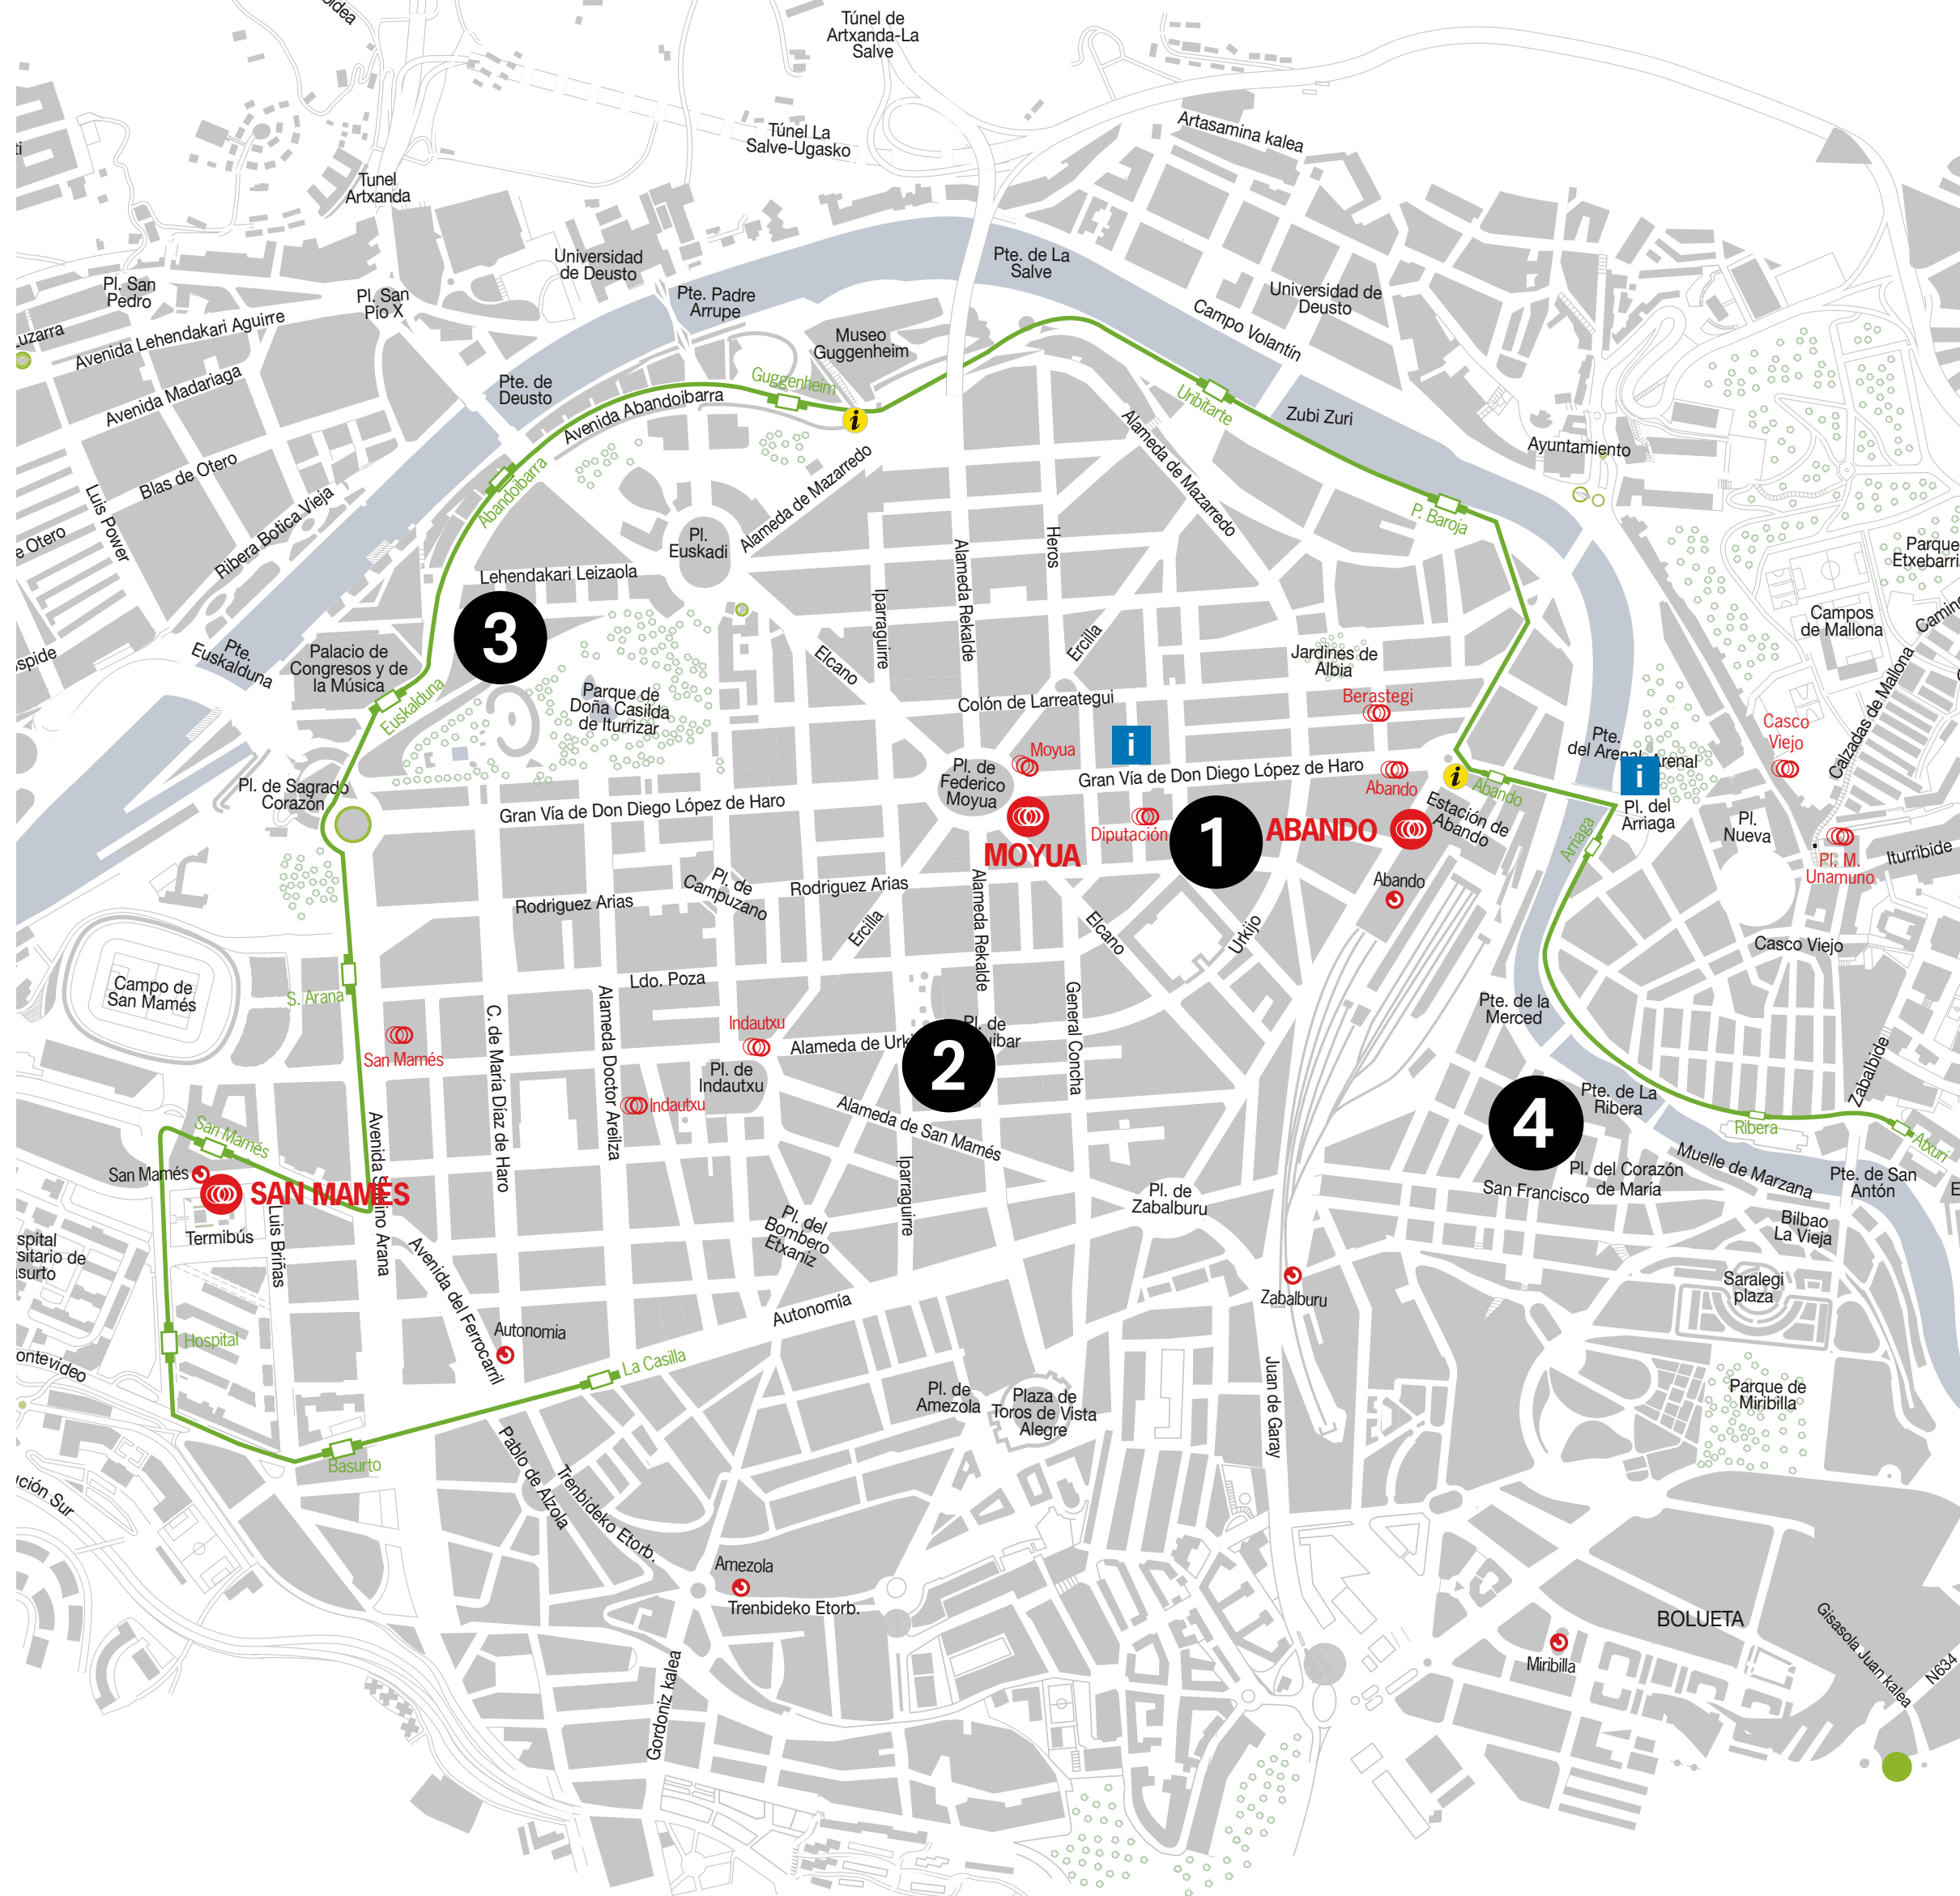 Túnel de
Artxanda-La
Salve
Artasamina kalea
Túnel La
Salve-Ugasko
Tunel
Artxanda
Universidad
de Deusto
Pte. de La
Salve
Pl. San
Pedro
Pl. San
Pío X
Pte. Padre
Arrupe
Universidad de
Deusto
Campo Volantín
Avenida Lehendakari Aguirre
Museo
Guggenheim
Avenida Madariaga
Pte. de
Deusto
Guggenheim
Avenida Abandoibarra
i
Uribitarte
Zubi Zuri
Alameda de Mazarredo
Ayuntamiento
Blas de Otero
Luis Power
Ribera Botica Vieja
Abandoibarra
Alameda de Mazarredo
P. Baroja
Pl.
Euskadi
Heros
Alameda Rekalde
Iparraguirre
Lehendakari Leizaola
Campos
de Mallona
3
Pte.
Euskalduna
Palacio de
Congresos y de
la Música
Euskalduna
Parque de
Doña Casilda
de Iturrizar
Elcano
Ercilla
Jardines de
Albia
Colón de Larreategui
Berastegi
Calzadas de Mallona
Pl. de Sagrado
Corazón
Gran Vía de Don Diego López de Haro
Pl. de
Federico
Moyua
Moyua
i
Gran Vía de Don Diego López de Haro
MOYUA
Diputación
1
ABANDO
Abando
i
Abando
Estación de
Abando
Abando
Pte.
del Arenal
Arenal
i
Pl. del
Arriaga
Arriaga
Casco
Viejo
Pl.
Nueva
Pl. M.
Unamuno
Iturribide
Rodriguez Arias
Pl. de
Campuzano
Rodriguez Arias
Ercilla
Alameda Rekalde
Elcano
Urkijo
Casco Viejo
Campo de
San Mamés
S. Arana
San Mamés
C. de María Díaz de Haro
Alameda Doctor Areilza
Ldo. Poza
Indautxu
Pl. de
Indautxu
Indautxu
Pl. de
General Concha
2
Alameda de San Mamés
Iparraguirre
Pte. de la
Merced
4
Pte. de La
Ribera
Ribera
Zabalbide
Atxuri
Muelle de Marzana
Pte. de San
Antón
Pl. del Corazón
de María
San Francisco
Bilbao
La Vieja
San Mamés
San Mamés
SAN MAMES
Termibús
Luis Briñas
Avenida Sabino Arana
Avenida del Ferrocarril
Pl. del
Bombero
Etxaniz
Pl. de
Zabalburu
Zabalburu
Saralegi
plaza
Hospital
Autonomia
Autonomía
La Casilla
Basurto
Pl. de
Amezola
Plaza de
Toros de Vista
Alegre
Juan de Garay
Parque de
Miribilla
Pablo de Alzola
Trenbideko Etorb.
Amezola
Trenbideko Etorb.
Gordoniz kalea
Miribilla
BOLUETA
Gisasola Juan kalea
N634